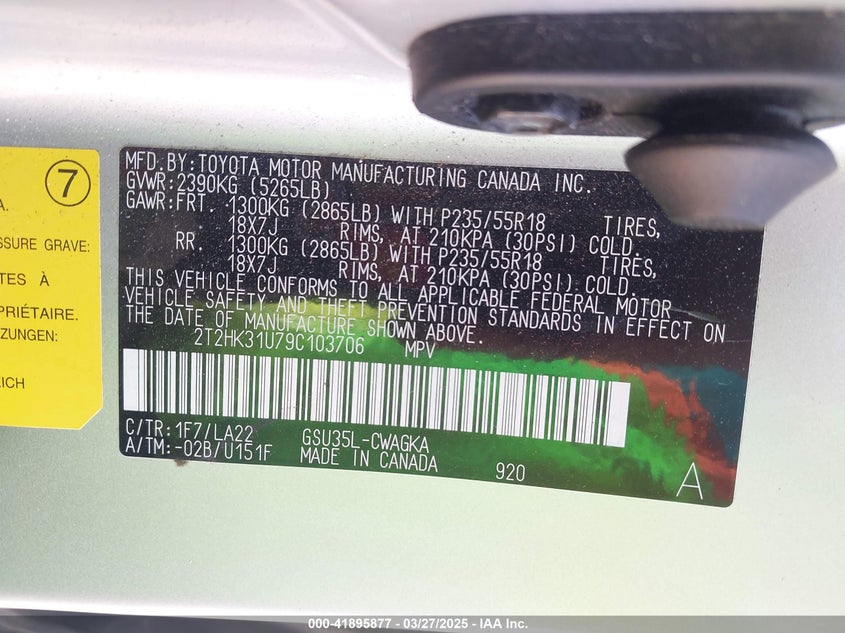 7
A.
SSURE GRAVE:
TES À
PRIÉTAIRE.
ZUNGEN:
EICH
MFD.BY:TOYOTA MOTOR MANUFACTURING CANADA INC.
GVWR:2390KG (5265LB)
GAWR:FRT. 1300KG (2865LB) WITH P235/55R18 TIRES,
18X7J RIMS, AT 210KPA (30PSI) COLD.
RR. 1300KG (2865LB) WITH P235/55R18 TIRES,
18X7J RIMS, AT 210KPA (30PSI) COLD.
THIS VEHICLE CONFORMS TO ALL APPLICABLE FEDERAL MOTOR
VEHICLE SAFETY AND THEFT PREVENTION STANDARDS IN EFFECT ON
THE DATE OF MANUFACTURE SHOWN ABOVE.
2T2HK31U79C103706 MPV
C/TR:1F7/LA22 GSU35L-CWAGKA
A/TM:-02B/U151F MADE IN CANADA 920 A
000-41895877 — 03/27/2025 — IAA Inc.